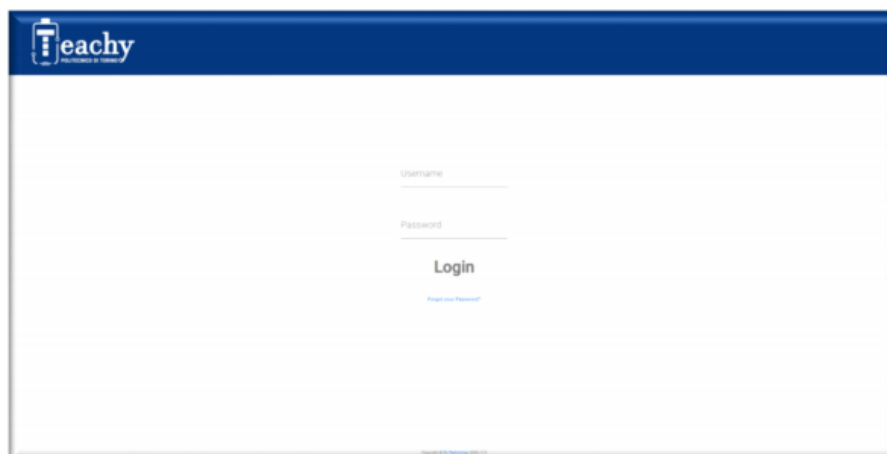 Teachy
POLITECNICO DI TORINO
Username
Password
Login
Forgot your Password?